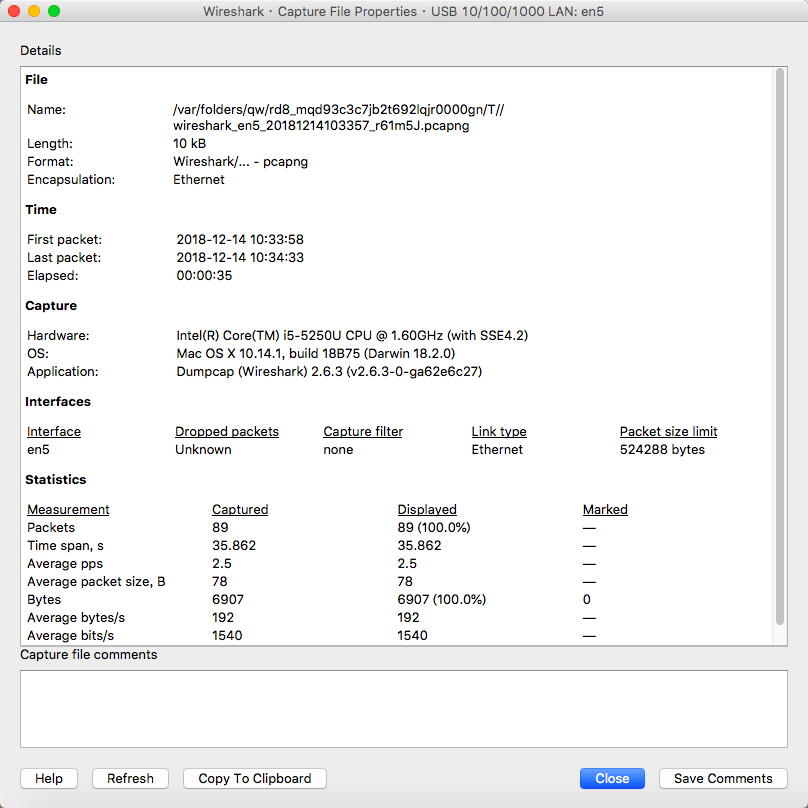 Wireshark · Capture File Properties · USB 10/100/1000 LAN: en5
Details
File
Name: /var/folders/qw/rd8_mqd93c3c7jb2t692lqjr0000gn/T//
wireshark_en5_20181214103357_r61m5J.pcapng
Length: 10 kB
Format: Wireshark/... - pcapng
Encapsulation: Ethernet
Time
First packet: 2018-12-14 10:33:58
Last packet: 2018-12-14 10:34:33
Elapsed: 00:00:35
Capture
Hardware: Intel(R) Core(TM) i5-5250U CPU @ 1.60GHz (with SSE4.2)
OS: Mac OS X 10.14.1, build 18B75 (Darwin 18.2.0)
Application: Dumpcap (Wireshark) 2.6.3 (v2.6.3-0-ga62e6c27)
Interfaces
Interface Dropped packets Capture filter Link type Packet size limit
en5 Unknown none Ethernet 524288 bytes
Statistics
Measurement Captured Displayed Marked
Packets 89 89 (100.0%) —
Time span, s 35.862 35.862 —
Average pps 2.5 2.5 —
Average packet size, B 78 78 —
Bytes 6907 6907 (100.0%) 0
Average bytes/s 192 192 —
Average bits/s 1540 1540 —
Capture file comments
Help Refresh Copy To Clipboard Close Save Comments